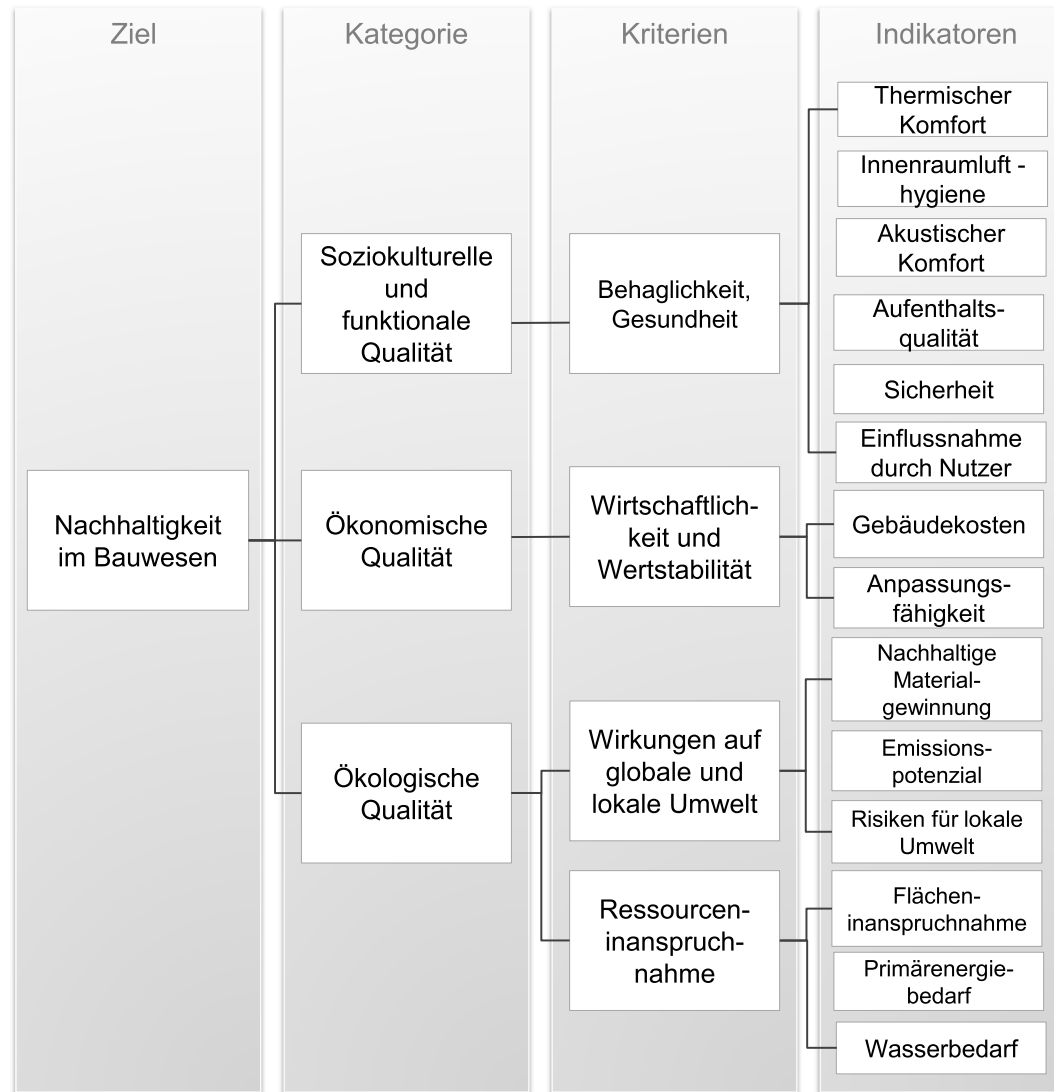 Ziel
Kategorie
Kriterien
Indikatoren
Nachhaltigkeit
im Bauwesen
Soziokulturelle
und
funktionale
Qualität
Ökonomische
Qualität
Ökologische
Qualität
Behaglichkeit,
Gesundheit
Wirtschaftlich-
keit und
Wertstabilität
Wirkungen auf
globale und
lokale Umwelt
Ressourcen-
inanspruch-
nahme
Thermischer
Komfort
Innenraumluft -
hygiene
Akustischer
Komfort
Aufenthalts-
qualität
Sicherheit
Einflussnahme
durch Nutzer
Gebäudekosten
Anpassungs-
fähigkeit
Nachhaltige
Material-
gewinnung
Emissions-
potenzial
Risiken für lokale
Umwelt
Flächen-
inanspruchnahme
Primärenergie-
bedarf
Wasserbedarf